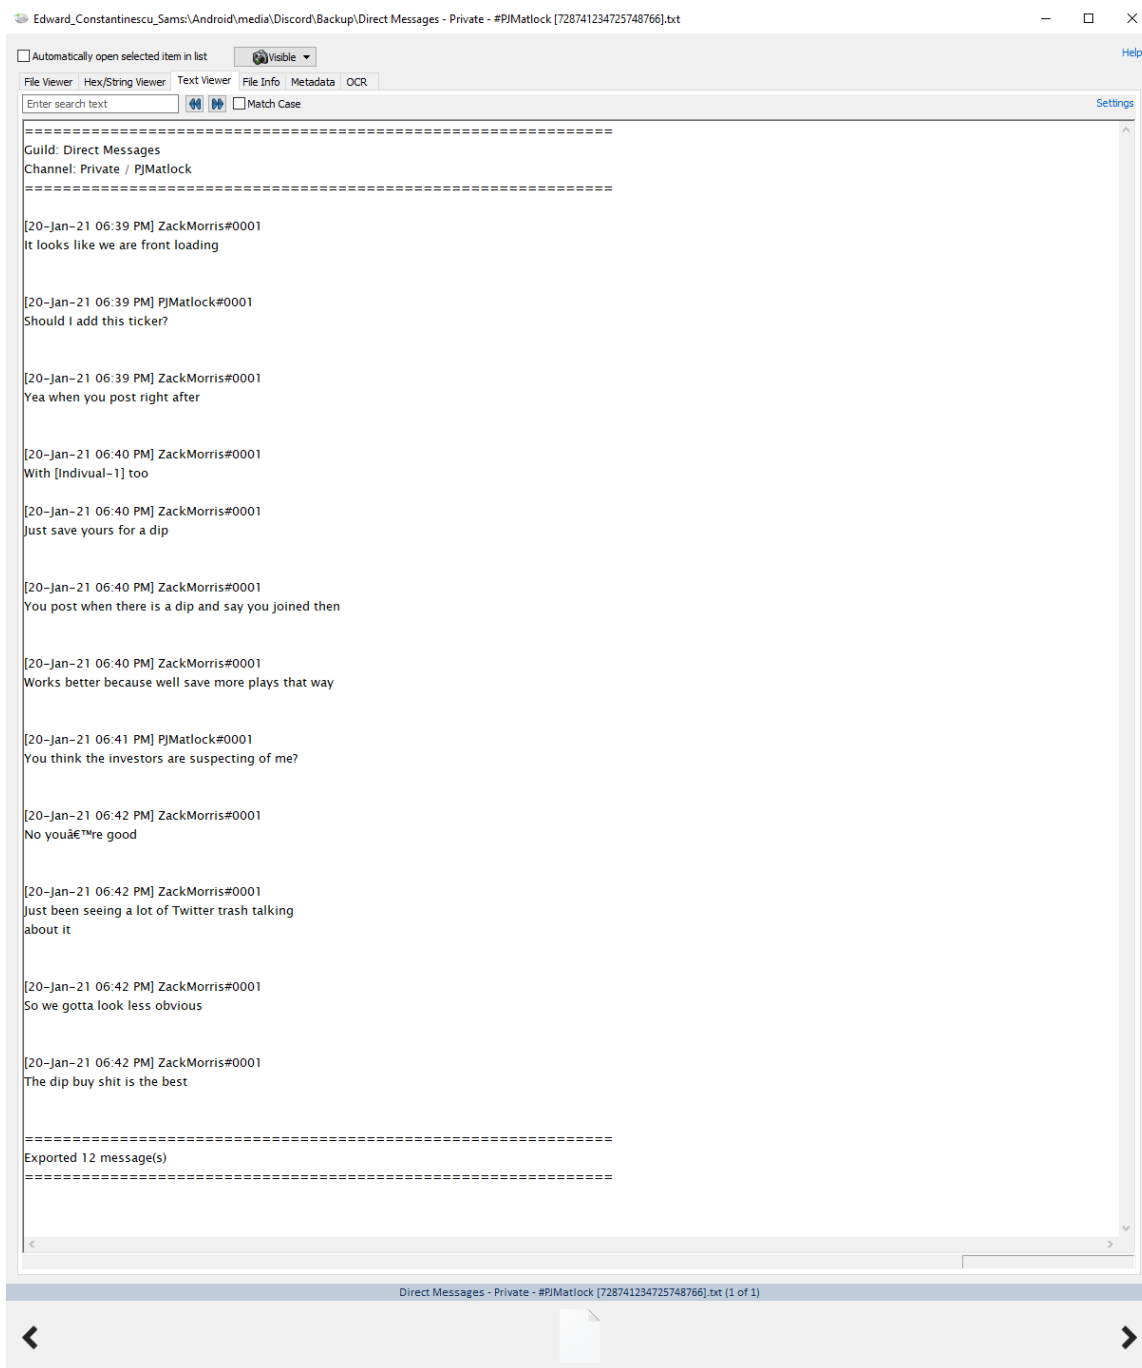 Edward_Constantinescu_Sams:\Android\media\Discord\Backup\Direct Messages - Private - #PJMatlock [728741234725748766].txt
Automatically open selected item in list
Visible
Help
File Viewer Hex/String Viewer Text Viewer File Info Metadata OCR
Enter search text
Match Case
Settings
==============================================================
Guild: Direct Messages
Channel: Private / PJMatlock
==============================================================
[20-Jan-21 06:39 PM] ZackMorris#0001
It looks like we are front loading
[20-Jan-21 06:39 PM] PJMatlock#0001
Should I add this ticker?
[20-Jan-21 06:39 PM] ZackMorris#0001
Yea when you post right after
[20-Jan-21 06:40 PM] ZackMorris#0001
With [Indivual-1] too
[20-Jan-21 06:40 PM] ZackMorris#0001
Just save yours for a dip
[20-Jan-21 06:40 PM] ZackMorris#0001
You post when there is a dip and say you joined then
[20-Jan-21 06:40 PM] ZackMorris#0001
Works better because well save more plays that way
[20-Jan-21 06:41 PM] PJMatlock#0001
You think the investors are suspecting of me?
[20-Jan-21 06:42 PM] ZackMorris#0001
No youâ€™re good
[20-Jan-21 06:42 PM] ZackMorris#0001
Just been seeing a lot of Twitter trash talking
about it
[20-Jan-21 06:42 PM] ZackMorris#0001
So we gotta look less obvious
[20-Jan-21 06:42 PM] ZackMorris#0001
The dip buy shit is the best
==============================================================
Exported 12 message(s)
==============================================================
Direct Messages - Private - #PJMatlock [728741234725748766].txt (1 of 1)